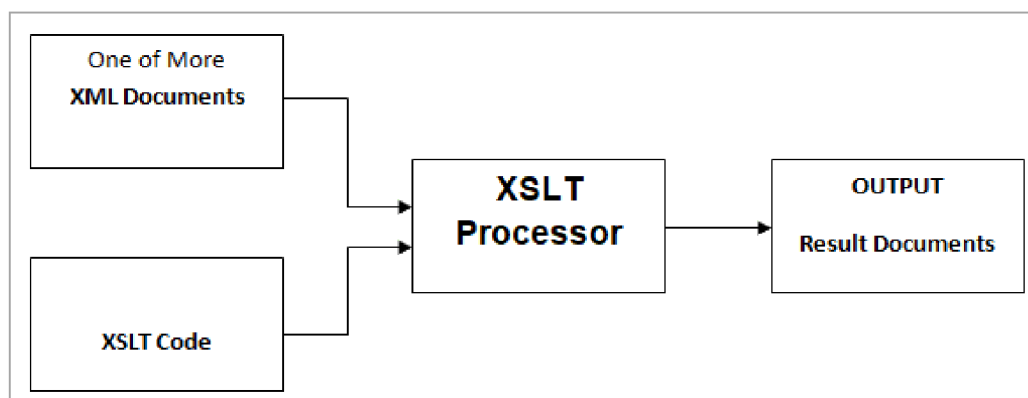 One of More
XML Documents
XSLT
Processor
OUTPUT
Result Documents
XSLT Code